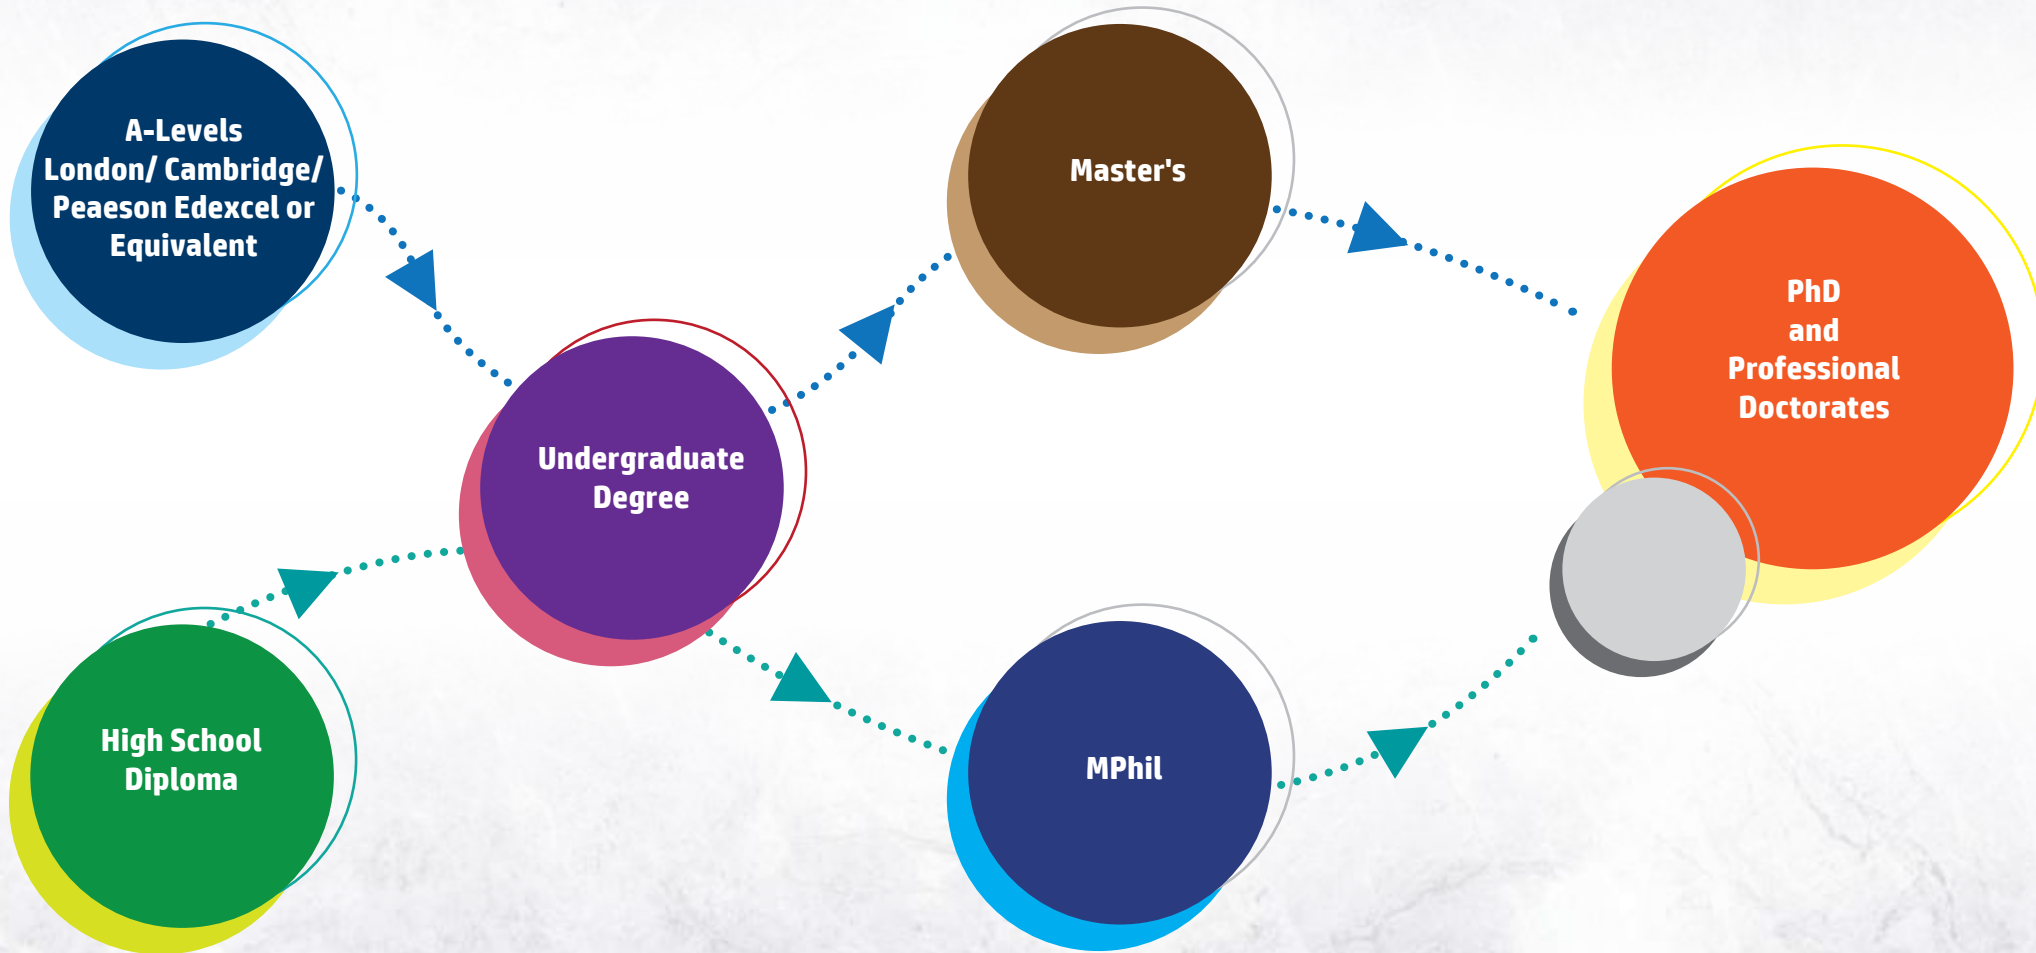 A-Levels
London/ Cambridge/
Peaeson Edexcel or
Equivalent
Master's
PhD
and
Professional
Doctorates
Undergraduate
Degree
High School
Diploma
MPhil